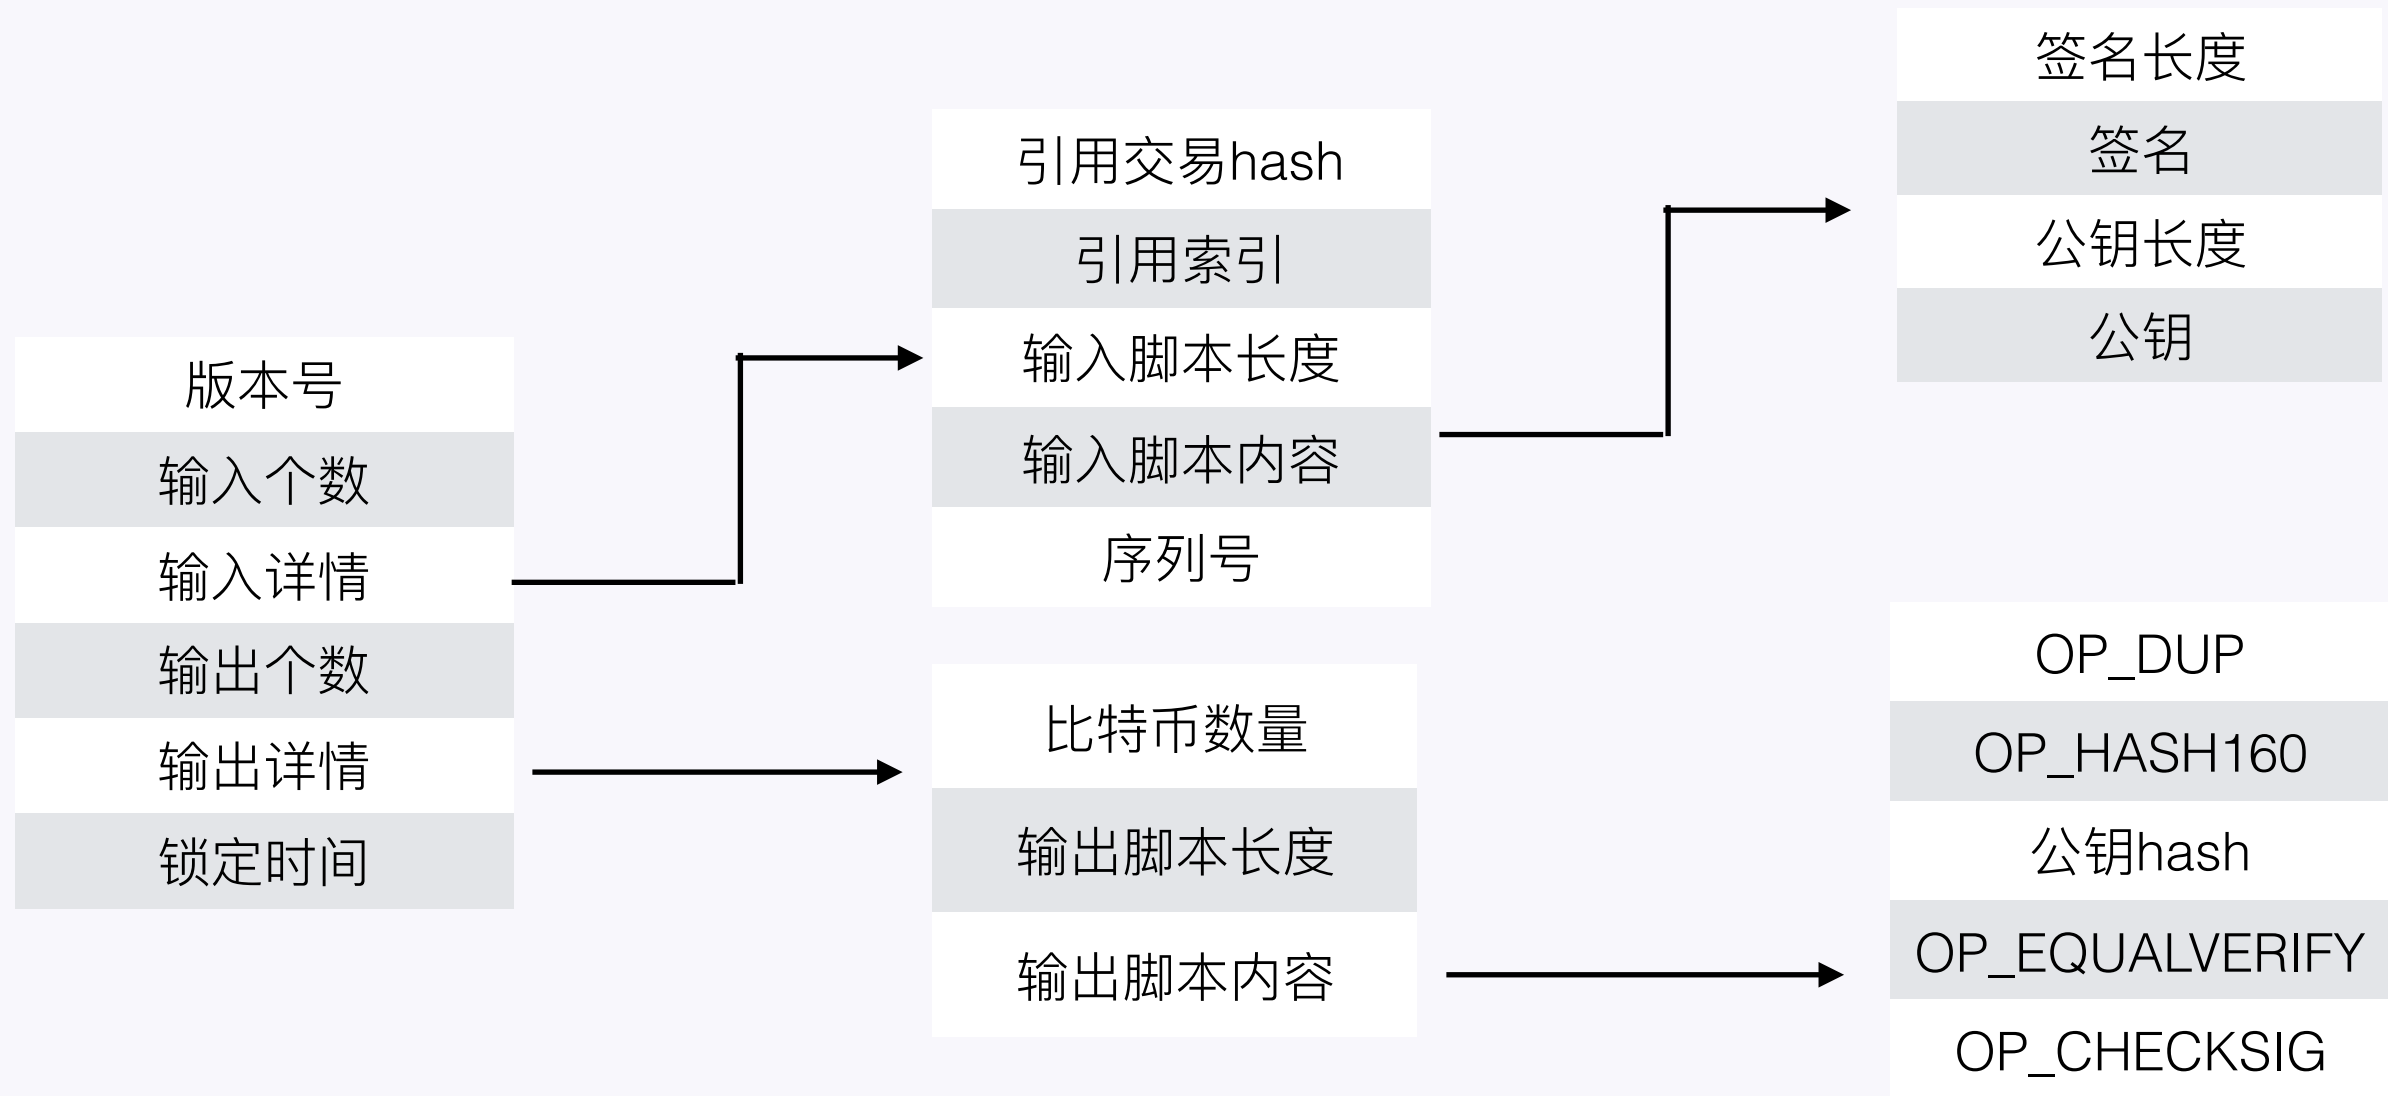 版本号
输入个数
输入详情
输出个数
输出详情
锁定时间
引用交易hash
引用索引
输入脚本长度
输入脚本内容
序列号
比特币数量
输出脚本长度
输出脚本内容
签名长度
签名
公钥长度
公钥
OP_DUP
OP_HASH160
公钥hash
OP_EQUALVERIFY
OP_CHECKSIG